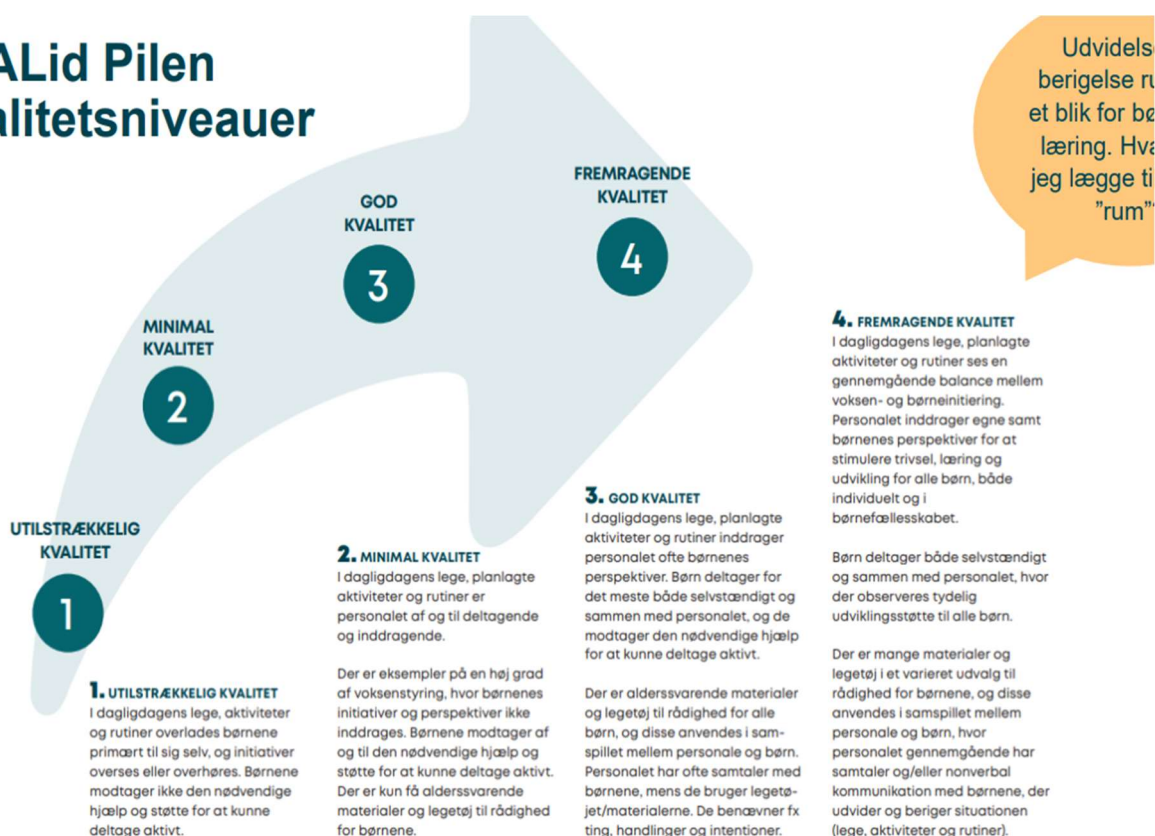 ALid Pilen
alitetsniveauer
Udvidels
berigelse ru
et blik for bø
læring. Hva
jeg lægge ti
"rum"
FREMRAGENDE
KVALITET
4
GOD
KVALITET
3
MINIMAL
KVALITET
2
UTILSTRÆKKELIG
KVALITET
1
1. UTILSTRÆKKELIG KVALITET
I dagligdagens lege, aktiviteter
og rutiner overlades børnene
primært til sig selv, og initiativer
overses eller overhøres. Børnene
modtager ikke den nødvendige
hjælp og støtte for at kunne
deltage aktivt.
2. MINIMAL KVALITET
I dagligdagens lege, planlagte
aktiviteter og rutiner er
personalet af og til deltagende
og inddragende.
Der er eksempler på en høj grad
af voksenstyring, hvor børnenes
initiativer og perspektiver ikke
inddrages. Børnene modtager af
og til den nødvendige hjælp og
støtte for at kunne deltage aktivt.
Der er kun få alderssvarende
materialer og legetøj til rådighed
for børnene.
3. GOD KVALITET
I dagligdagens lege, planlagte
aktiviteter og rutiner inddrager
personalet ofte børnenes
perspektiver. Børn deltager for
det meste både selvstændigt og
sammen med personalet, og de
modtager den nødvendige hjælp
for at kunne deltage aktivt.
Der er alderssvarende materialer
og legetøj til rådighed for alle
børn, og disse anvendes i sam-
spillet mellem personale og børn.
Personalet har ofte samtaler med
børnene, mens de bruger legetø-
jet/materialerne. De benævner fx
ting, handlinger og intentioner.
4. FREMRAGENDE KVALITET
I dagligdagens lege, planlagte
aktiviteter og rutiner ses en
gennemgående balance mellem
voksen- og børneinitiering.
Personalet inddrager egne samt
børnenes perspektiver for at
stimulere trivsel, læring og
udvikling for alle børn, både
individuelt og i
børnefællesskabet.
Børn deltager både selvstændigt
og sammen med personalet, hvor
der observeres tydelig
udviklingsstøtte til alle børn.
Der er mange materialer og
legetøj i et varieret udvalg til
rådighed for børnene, og disse
anvendes i samspillet mellem
personale og børn, hvor
personalet gennemgående har
samtaler og/eller nonverbal
kommunikation med børnene, der
udvider og beriger situationen
(lege, aktiviteter og rutiner).